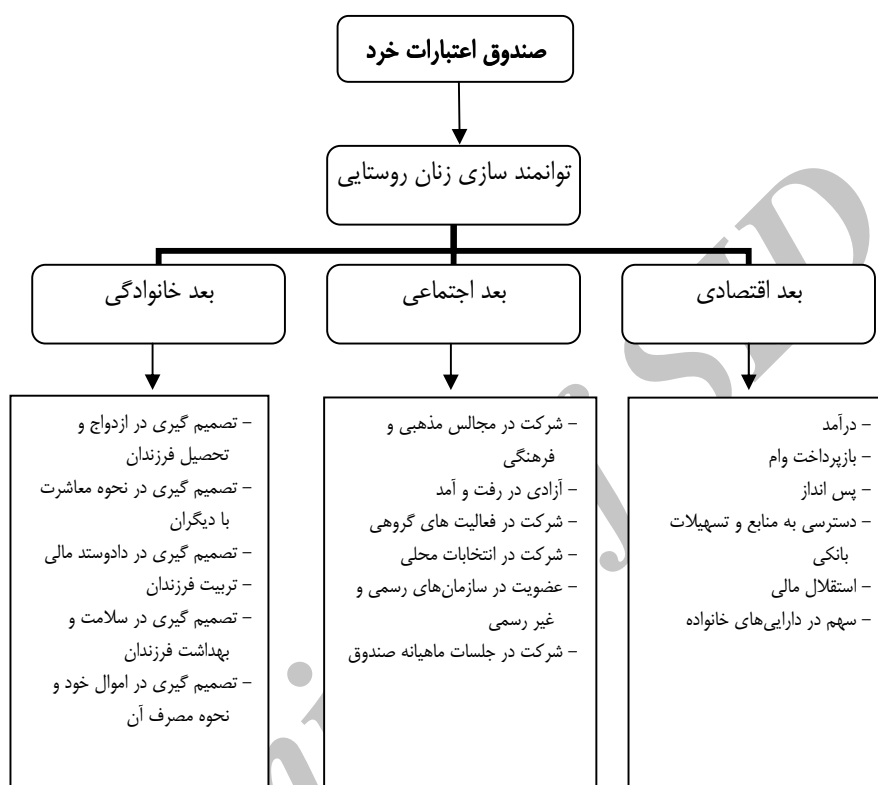 صندوق اعتبارات خرد
توانمند سازی زنان روستایی
بعد اقتصادی
بعد اجتماعی
بعد خانوادگی
- درآمد
- بازپرداخت وام
- پس انداز
- دسترسی به منابع و تسهیلات
بانکی
- استقلال مالی
- سهم در دارایی‌های خانواده
- شرکت در مجالس مذهبی و
فرهنگی
- آزادی در رفت و آمد
- شرکت در فعالیت های گروهی
- شرکت در انتخابات محلی
- عضویت در سازمان‌های رسمی و
غیر رسمی
- شرکت در جلسات ماهیانه صندوق
- تصمیم گیری در ازدواج و
تحصیل فرزندان
- تصمیم گیری در نحوه معاشرت
با دیگران
- تصمیم گیری در دادوستد مالی
- تربیت فرزندان
- تصمیم گیری در سلامت و
بهداشت فرزندان
- تصمیم گیری در اموال خود و
نحوه مصرف آن